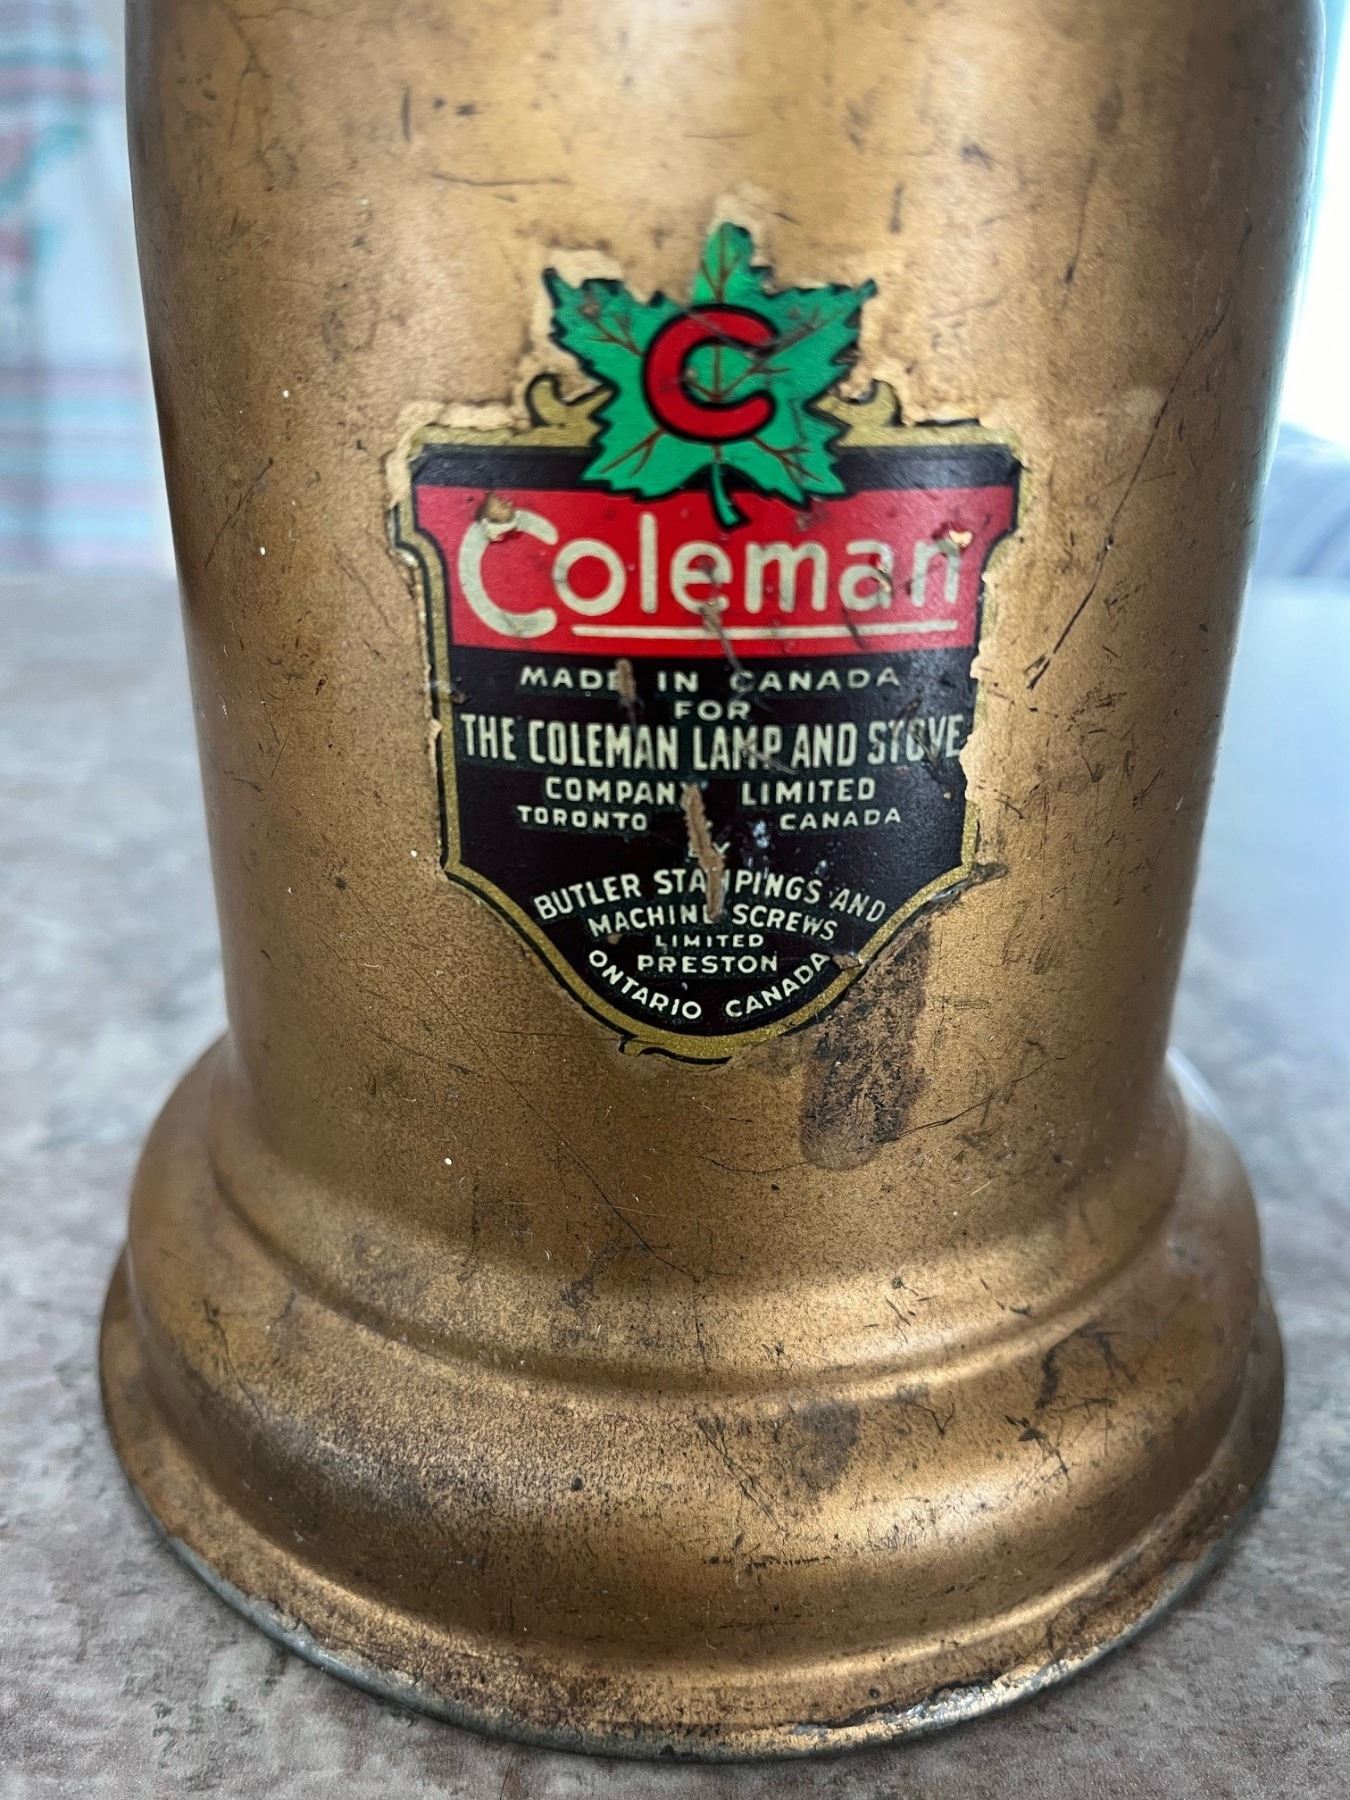 C
Coleman
MADE IN CANADA
FOR
THE COLEMAN LAMP AND STOVE
COMPANY LIMITED
TORONTO CANADA
BY
BUTLER STAMPINGS AND
MACHINE SCREWS
LIMITED
PRESTON
ONTARIO CANADA